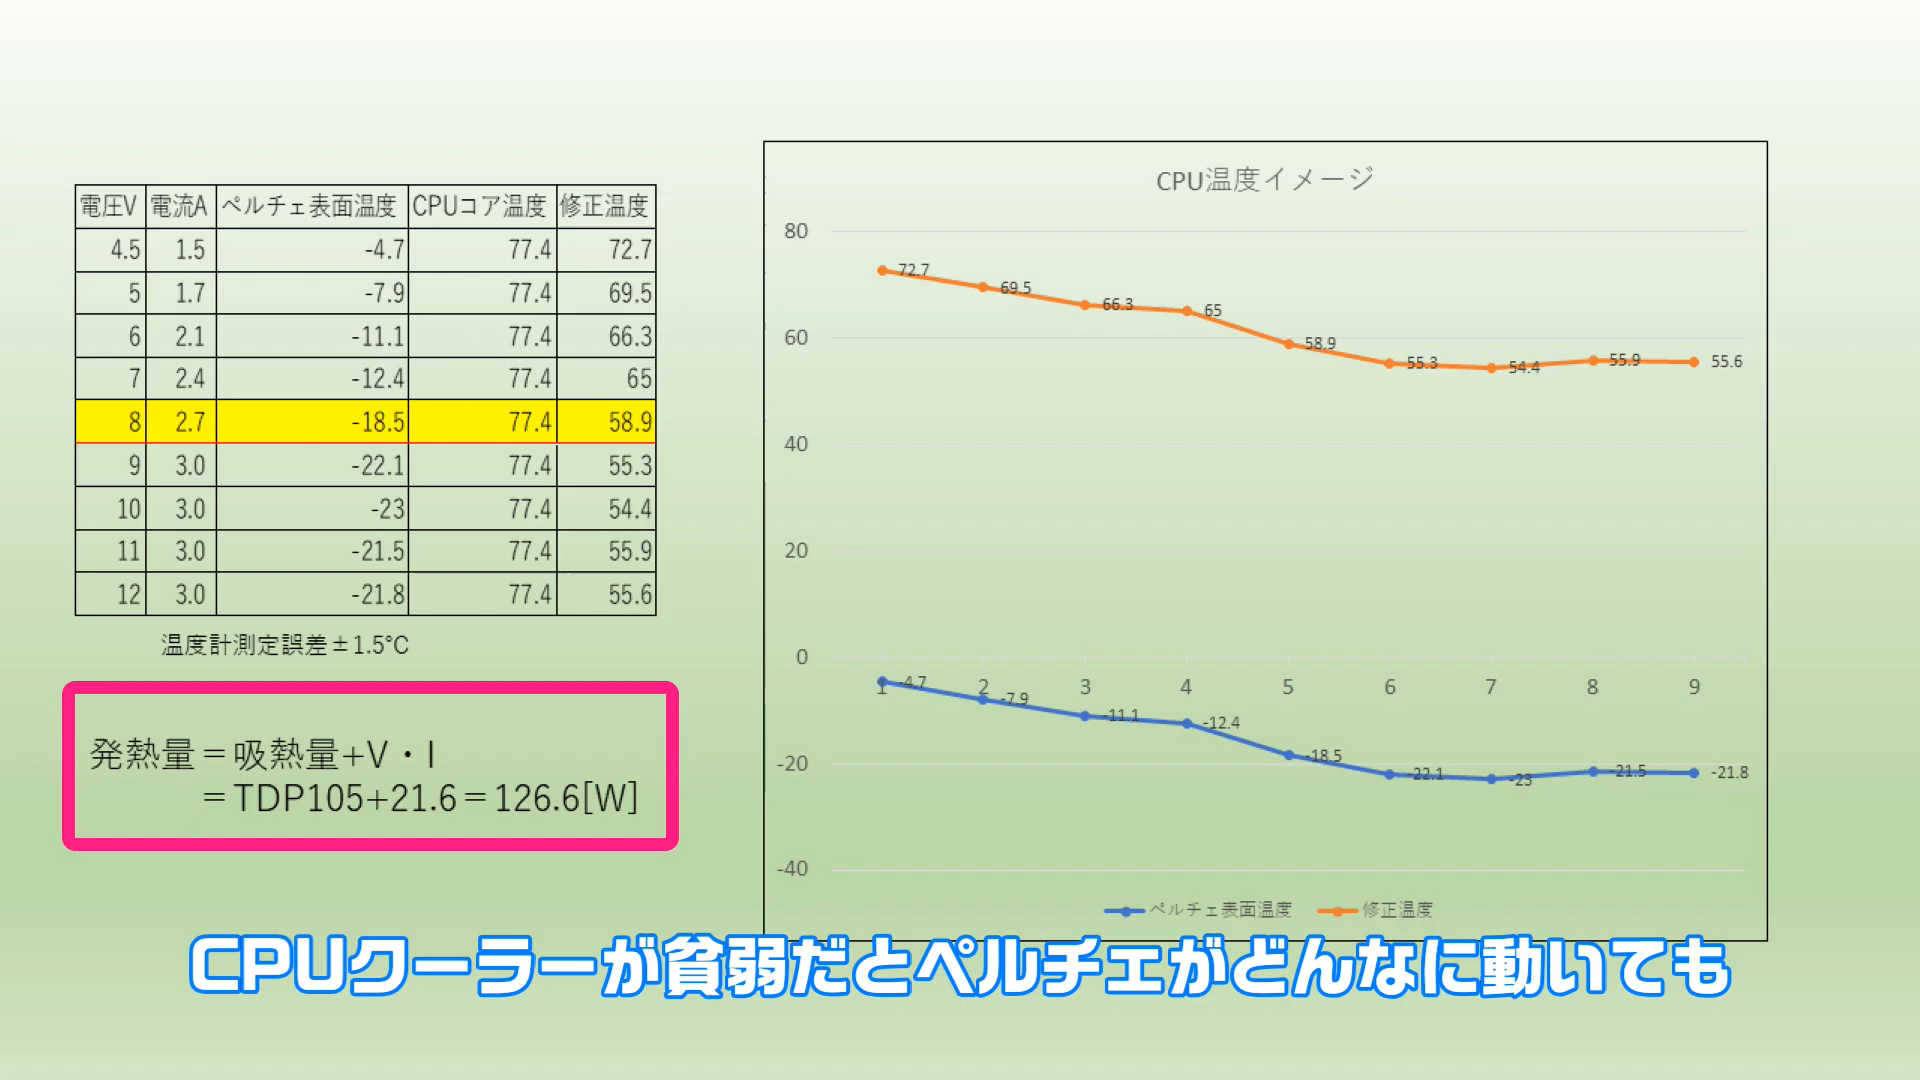 電圧V 電流A ペルチェ表面温度 CPUコア温度 修正温度
4.5 1.5 -4.7 77.4 72.7
5 1.7 -7.9 77.4 69.5
6 2.1 -11.1 77.4 66.3
7 2.4 -12.4 77.4 65
8 2.7 -18.5 77.4 58.9
9 3.0 -22.1 77.4 55.3
10 3.0 -23 77.4 54.4
11 3.0 -21.5 77.4 55.9
12 3.0 -21.8 77.4 55.6
温度計測定誤差±1.5°C
発熱量＝吸熱量+V・I
＝TDP105+21.6＝126.6[W]
CPU温度イメージ
80
72.7 69.5 66.3 65 58.9 55.3 54.4 55.9 55.6
60
40
20
0
1 2 3 4 5 6 7 8 9
-4.7 -7.9 -11.1 -12.4 -18.5 -22.1 -23 -21.5 -21.8
-20
-40
ペルチェ表面温度 修正温度
CPUクーラーが貧弱だとペルチェがどんなに動いても